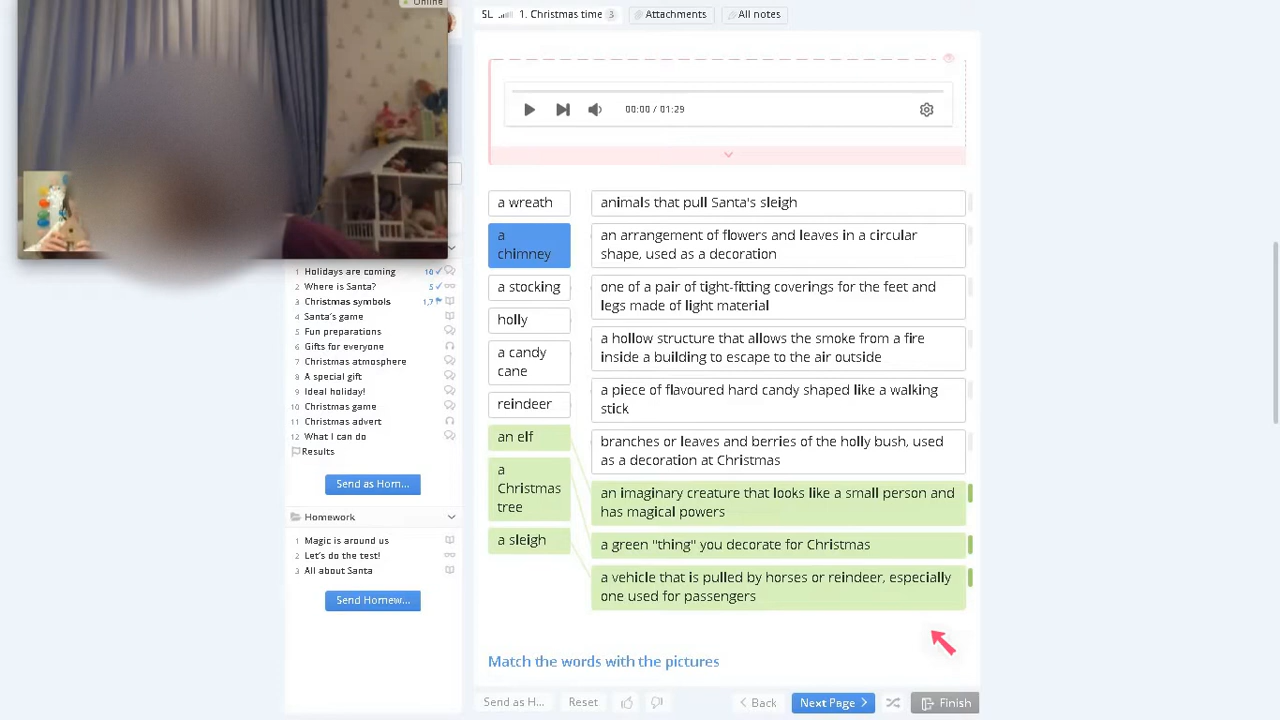 Online
SL
1. Christmas time 3
Attachments
All notes
00:00 / 01:29
a wreath
a
chimney
a stocking
holly
a candy
cane
reindeer
an elf
a
Christmas
tree
a sleigh
animals that pull Santa's sleigh
an arrangement of flowers and leaves in a circular
shape, used as a decoration
one of a pair of tight-fitting coverings for the feet and
legs made of light material
a hollow structure that allows the smoke from a fire
inside a building to escape to the air outside
a piece of flavoured hard candy shaped like a walking
stick
branches or leaves and berries of the holly bush, used
as a decoration at Christmas
an imaginary creature that looks like a small person and
has magical powers
a green "thing" you decorate for Christmas
a vehicle that is pulled by horses or reindeer, especially
one used for passengers
Match the words with the pictures
Send as H...
Reset
Back
Next Page
Finish
1 Holidays are coming 10
2 Where is Santa? 5
3 Christmas symbols 1,7
4 Santa's game
5 Fun preparations
6 Gifts for everyone
7 Christmas atmosphere
8 A special gift
9 Ideal holiday!
10 Christmas game
11 Christmas advert
12 What I can do
Results
Send as Hom...
Homework
1 Magic is around us
2 Let's do the test!
3 All about Santa
Send Homew...